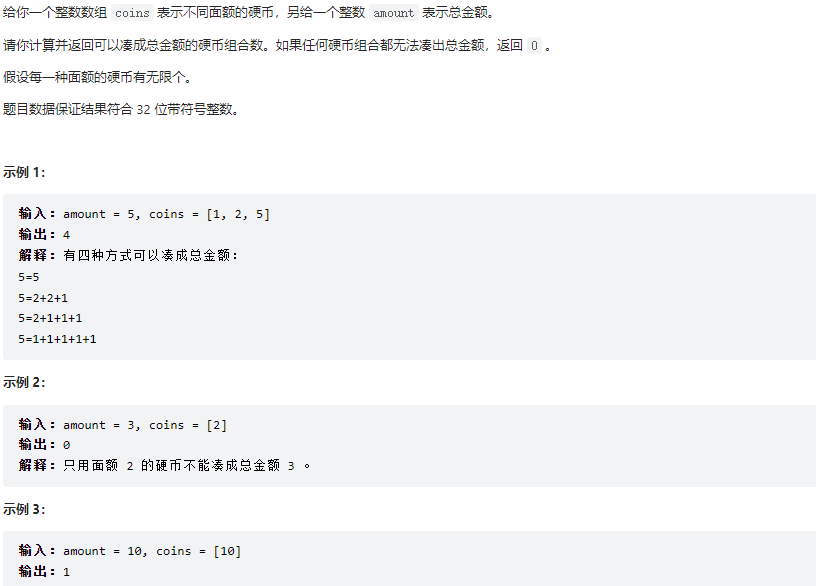 给你一个整数数组 coins 表示不同面额的硬币，另给一个整数 amount 表示总金额。
请你计算并返回可以凑成总金额的硬币组合数。如果任何硬币组合都无法凑出总金额，返回 0 。
假设每一种面额的硬币有无限个。
题目数据保证结果符合 32 位带符号整数。
示例 1：
输入：amount = 5, coins = [1, 2, 5]
输出：4
解释：有四种方式可以凑成总金额：
5=5
5=2+2+1
5=2+1+1+1
5=1+1+1+1+1
示例 2：
输入：amount = 3, coins = [2]
输出：0
解释：只用面额 2 的硬币不能凑成总金额 3 。
示例 3：
输入：amount = 10, coins = [10]
输出：1